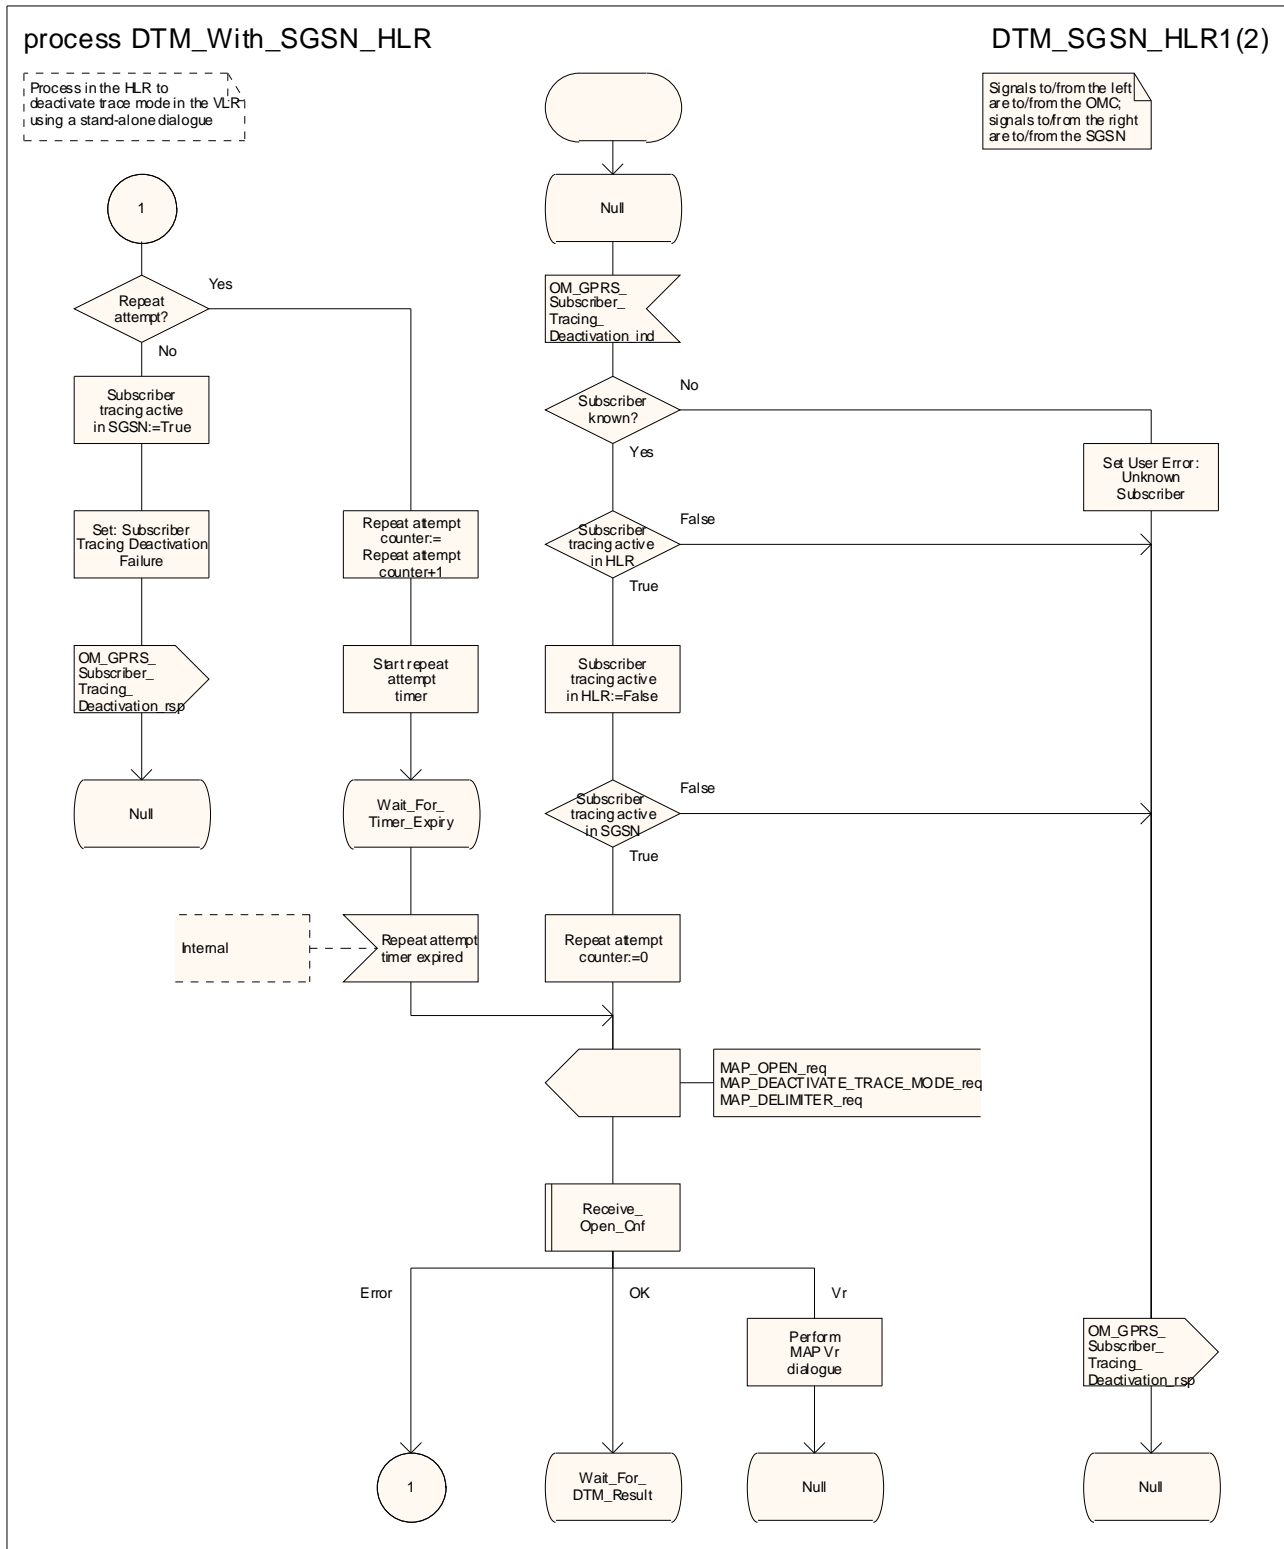 process DTM_With_SGSN_HLR
DTM_SGSN_HLR1(2)
Process in the HLR to
deactivate trace mode in the VLR
using a stand-alone dialogue
Signals to/from the left
are to/from the OMC;
signals to/from the right
are to/from the SGSN
1
Null
Repeat
attempt?
Yes
No
OM_GPRS_
Subscriber_
Tracing_
Deactivation_ind
Subscriber
tracing active
in SGSN:=True
Subscriber
known?
No
Yes
Set User Error:
Unknown
Subscriber
Set: Subscriber
Tracing Deactivation
Failure
Repeat attempt
counter:=
Repeat attempt
counter+1
Subscriber
tracing active
in HLR
False
True
OM_GPRS_
Subscriber_
Tracing_
Deactivation_rsp
Start repeat
attempt
timer
Subscriber
tracing active
in HLR:=False
Null
Wait_For_
Timer_Expiry
Subscriber
tracing active
in SGSN
False
True
Internal
Repeat attempt
timer expired
Repeat attempt
counter:=0
MAP_OPEN_req
MAP_DEACTIVATE_TRACE_MODE_req
MAP_DELIMITER_req
Receive_
Open_Cnf
Error
OK
Vr
Perform
MAP Vr
dialogue
OM_GPRS_
Subscriber_
Tracing_
Deactivation_rsp
1
Wait_For_
DTM_Result
Null
Null